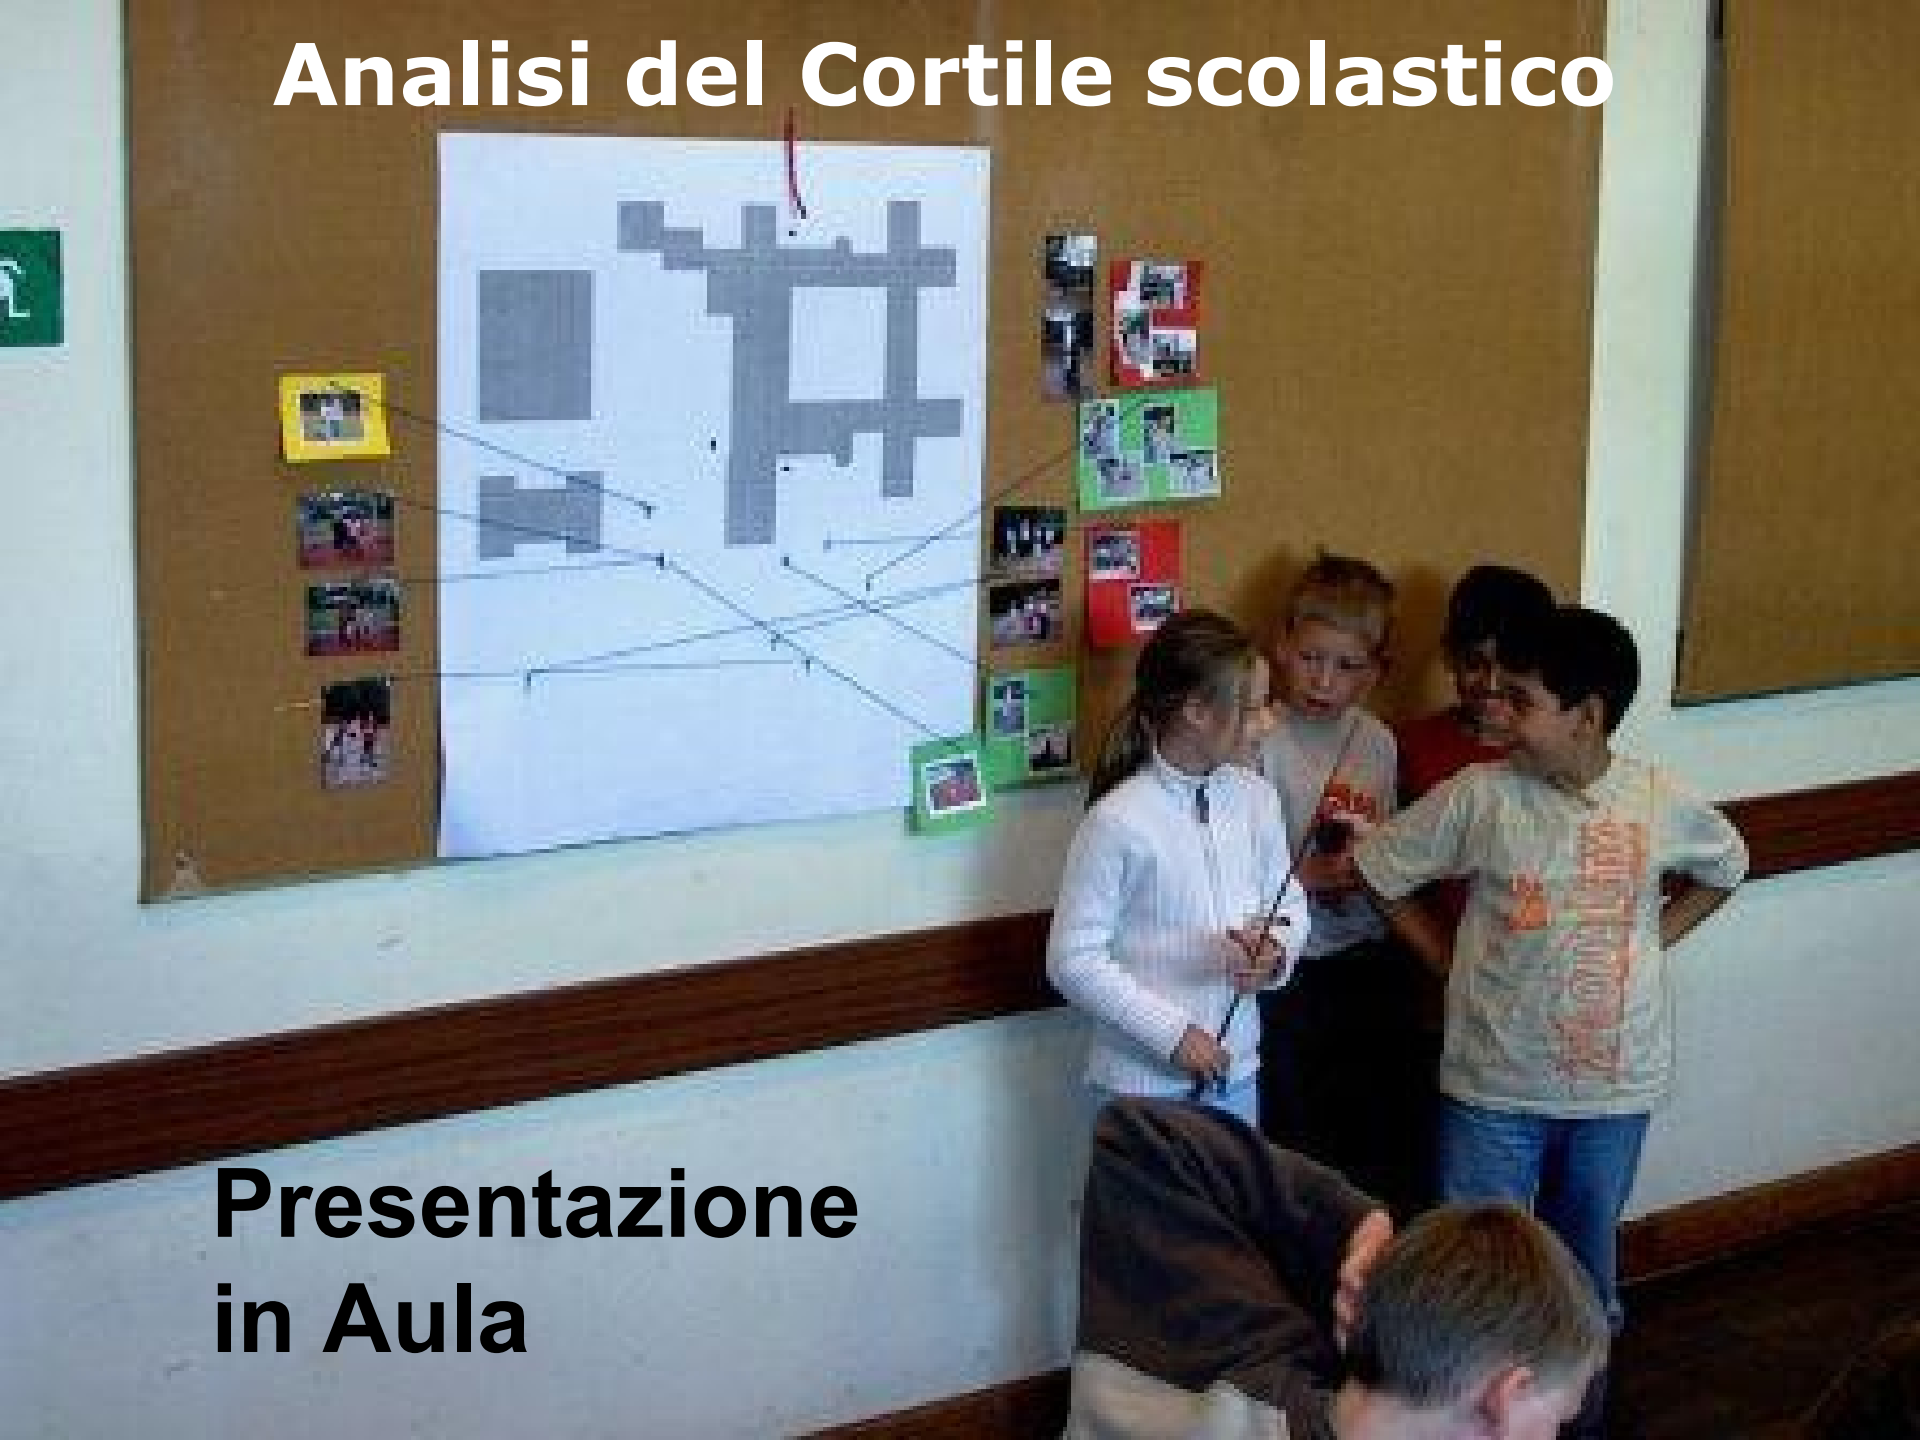 Analisi del Cortile scolastico
Presentazione
in Aula